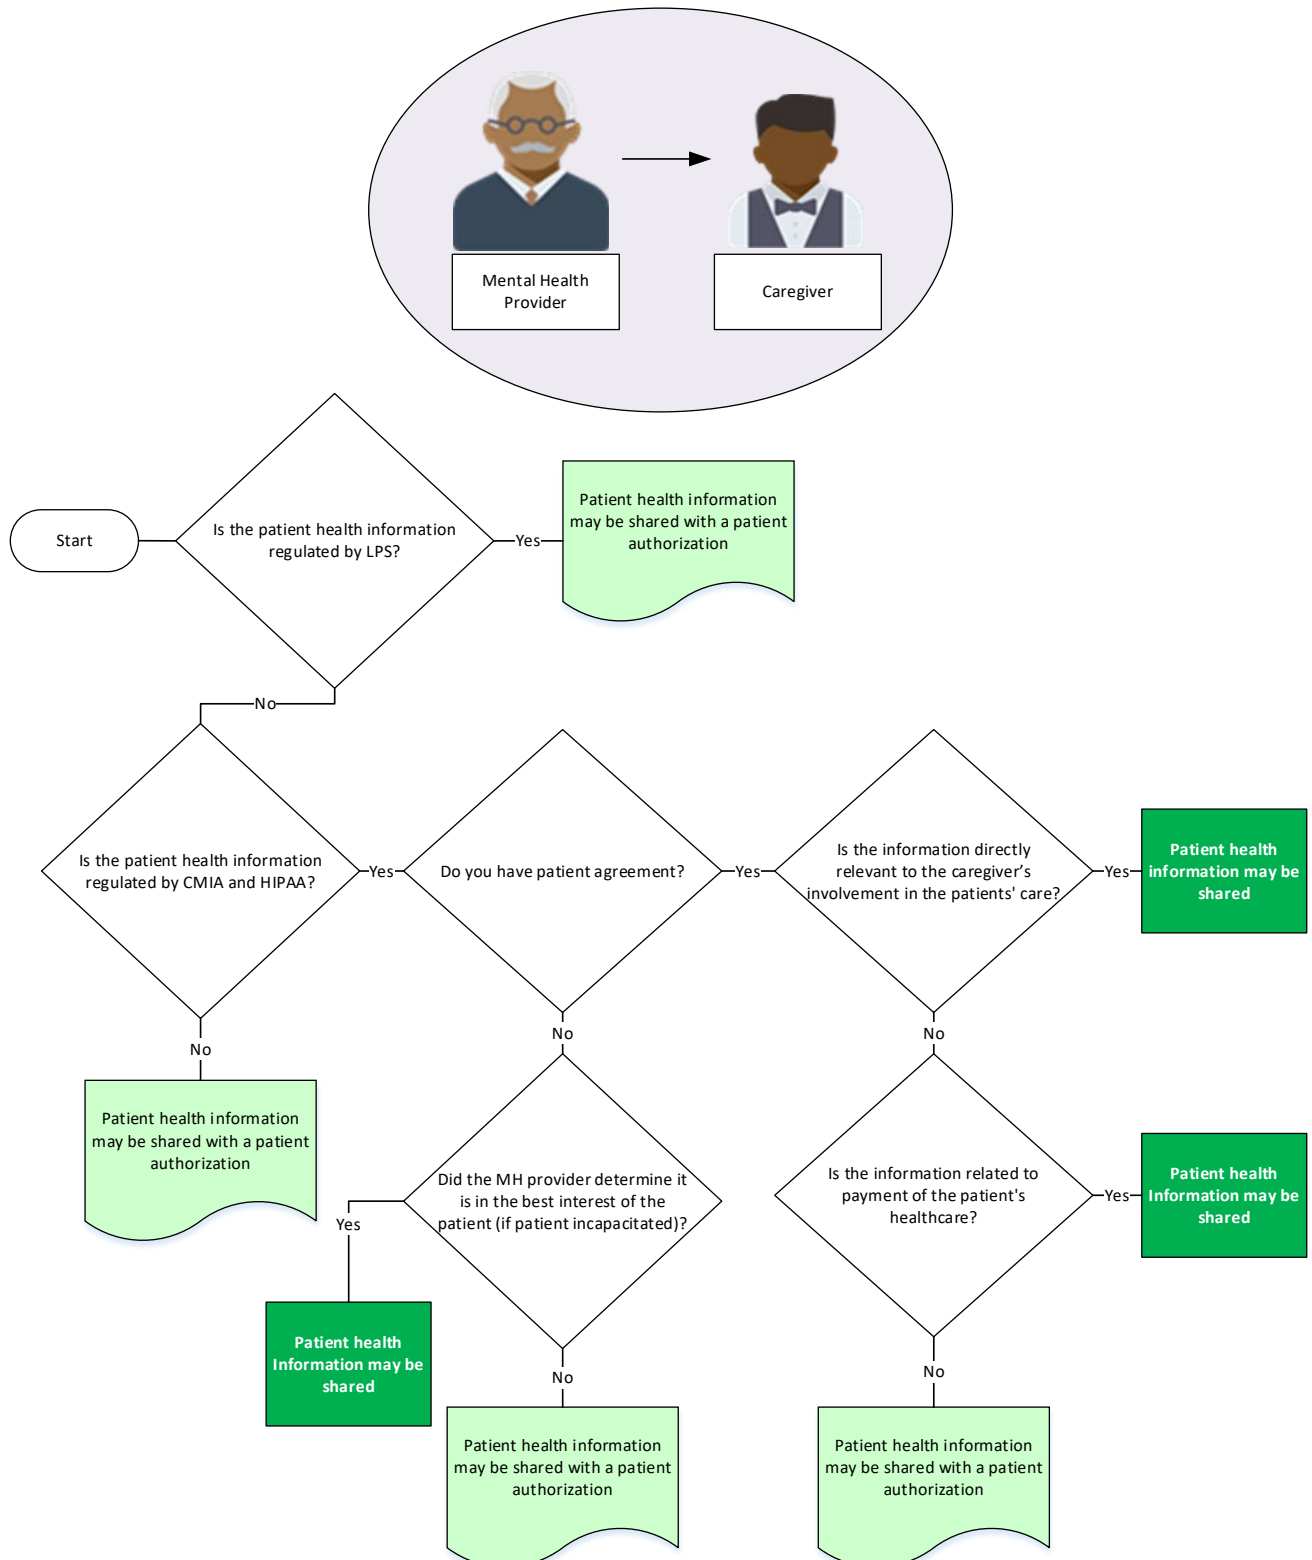 Mental Health
Provider
Caregiver
Start
Is the patient health information
regulated by LPS?
Yes
Patient health information
may be shared with a patient
authorization
No
Is the patient health information
regulated by CMIA and HIPAA?
Yes
Do you have patient agreement?
Yes
Is the information directly
relevant to the caregiver’s
involvement in the patients' care?
Yes
Patient health
information may be
shared
No
Patient health information
may be shared with a patient
authorization
No
Did the MH provider determine it
is in the best interest of the
patient (if patient incapacitated)?
Yes
Patient health
Information may be
shared
No
Patient health information
may be shared with a patient
authorization
No
Is the information related to
payment of the patient's
healthcare?
Yes
Patient health
Information may be
shared
No
Patient health information
may be shared with a patient
authorization